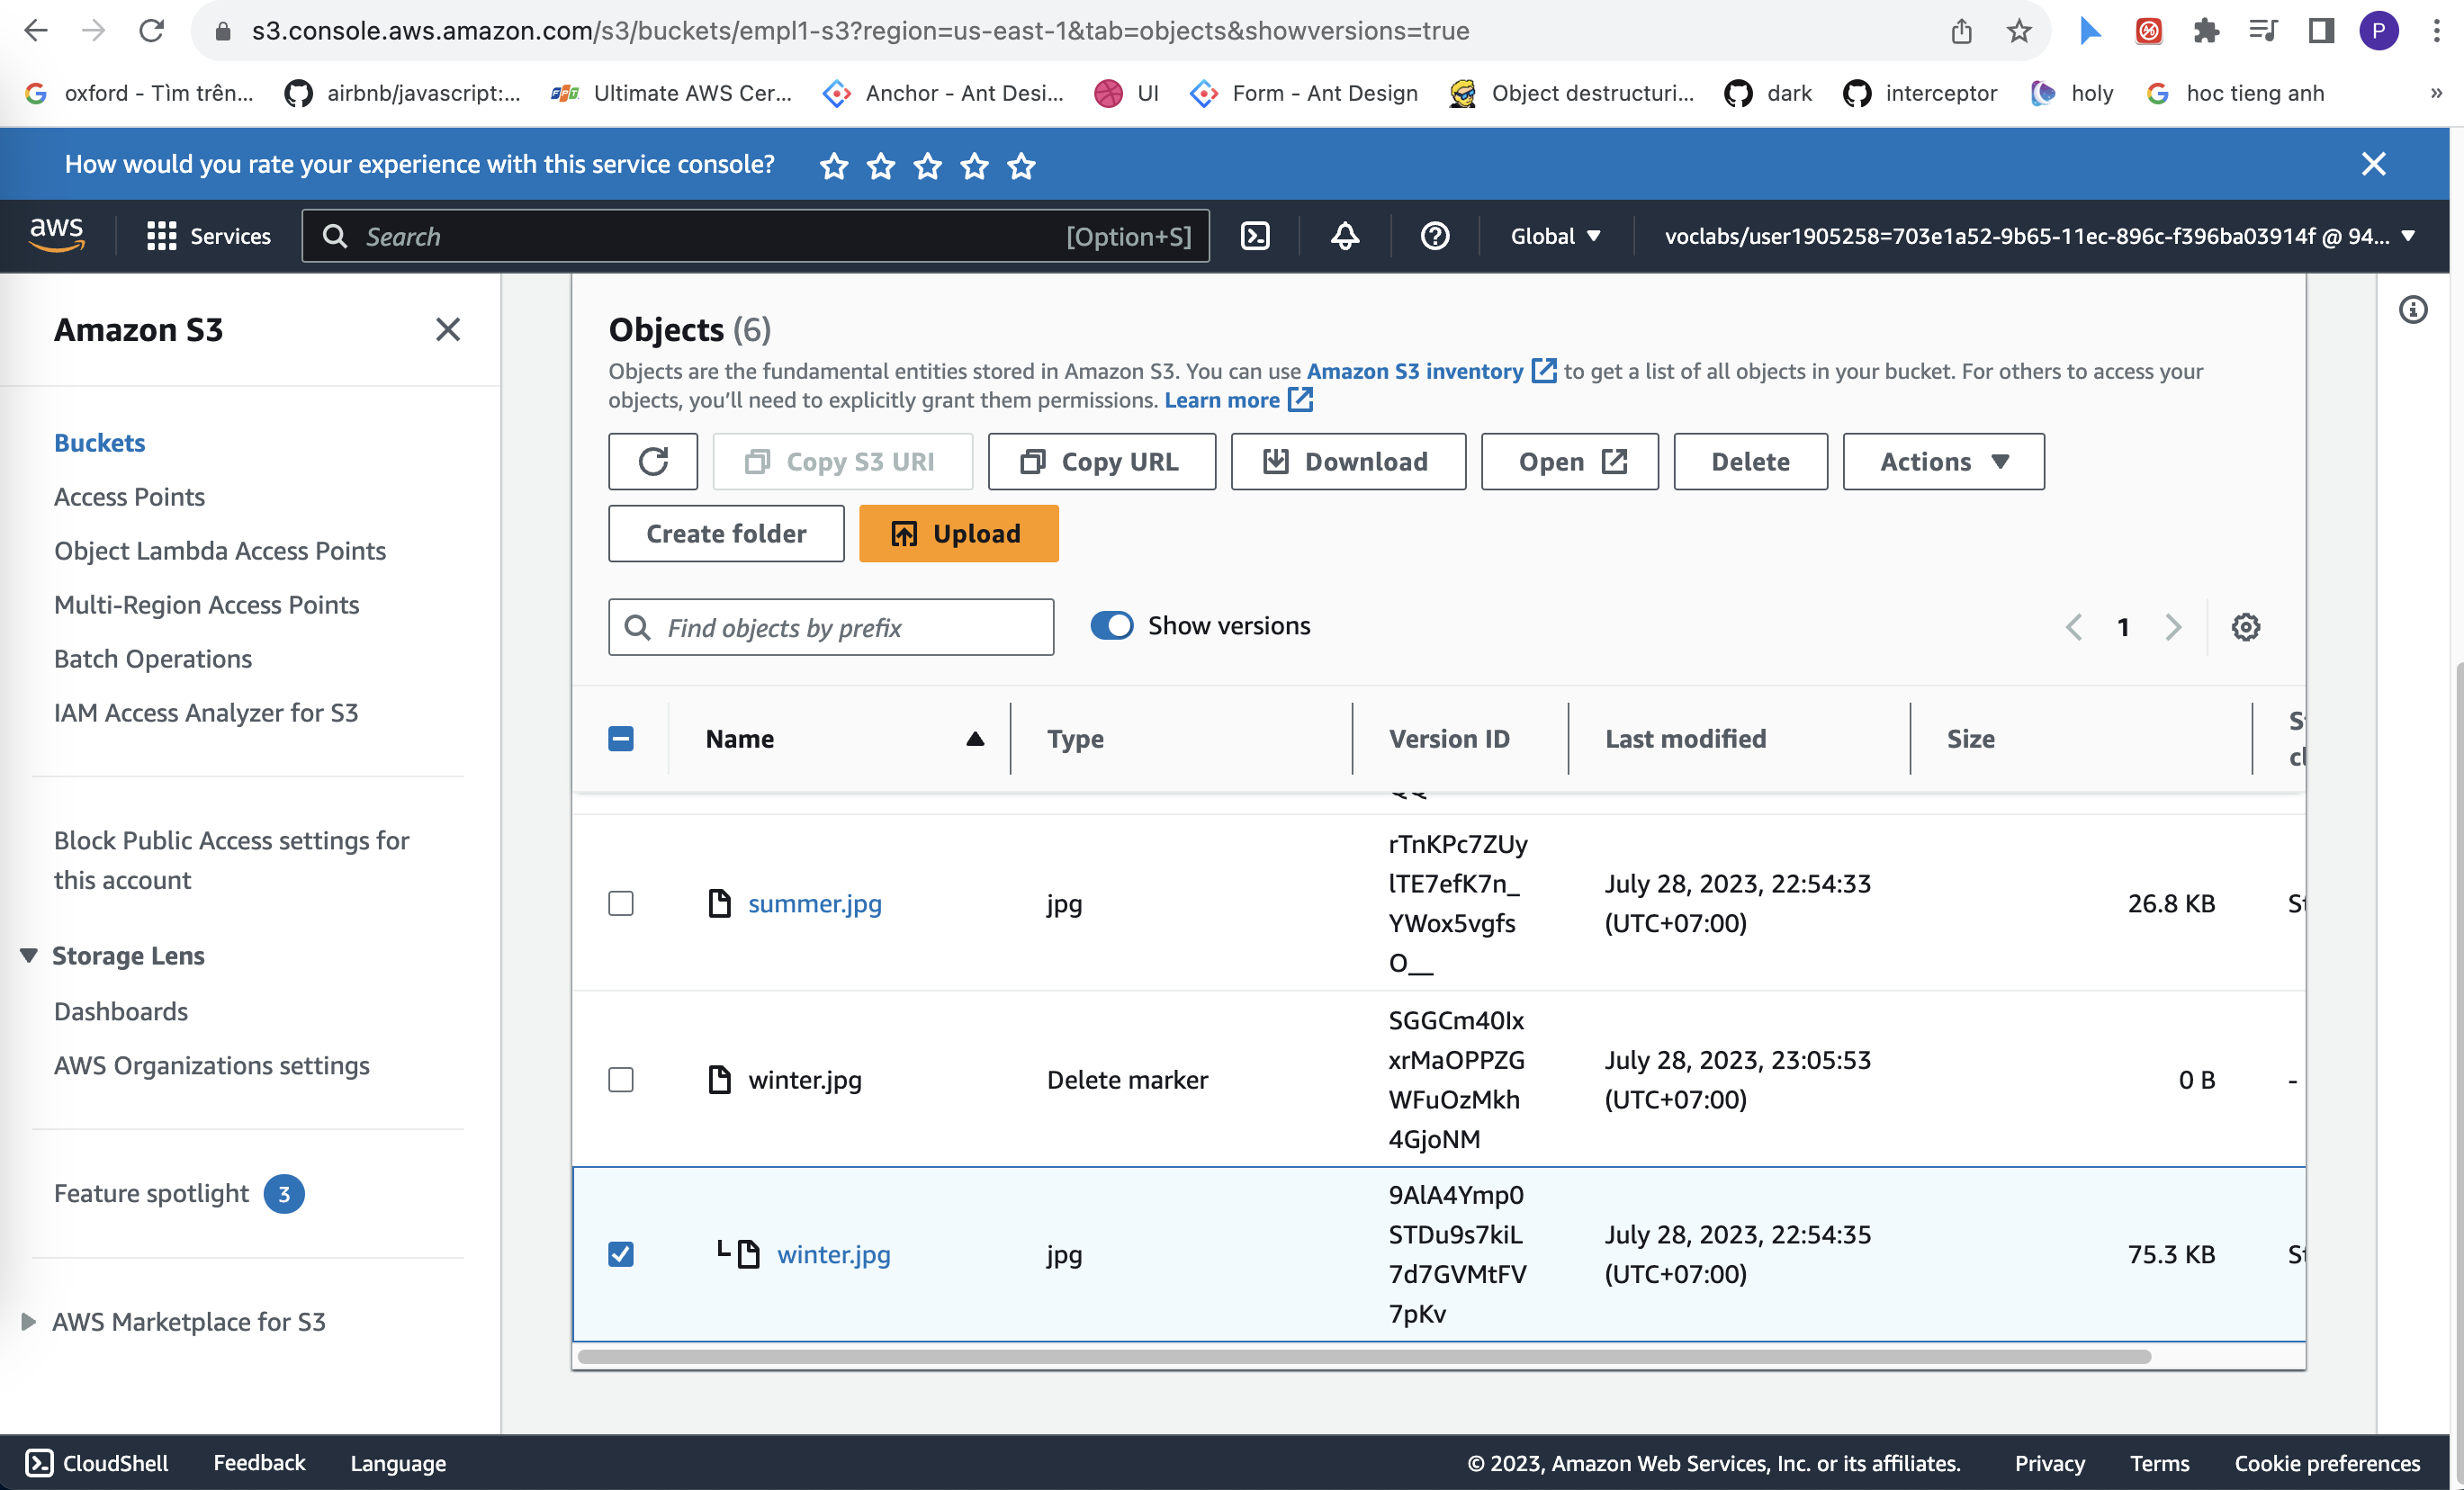 s3.console.aws.amazon.com/s3/buckets/empl1-s3?region=us-east-1&tab=objects&showversions=true
P
oxford - Tìm trên...
airbnb/javascript:...
FPT
Ultimate AWS Cer...
Anchor - Ant Desi...
UI
Form - Ant Design
Object destructuri...
dark
interceptor
holy
hoc tieng anh
»
How would you rate your experience with this service console?
aws
Services
Search
[Option+S]
Global
voclabs/user1905258=703e1a52-9b65-11ec-896c-f396ba03914f @ 94...
Amazon S3
Buckets
Access Points
Object Lambda Access Points
Multi-Region Access Points
Batch Operations
IAM Access Analyzer for S3
Block Public Access settings for
this account
Storage Lens
Dashboards
AWS Organizations settings
Feature spotlight 3
AWS Marketplace for S3
Objects (6)
Objects are the fundamental entities stored in Amazon S3. You can use Amazon S3 inventory to get a list of all objects in your bucket. For others to access your
objects, you'll need to explicitly grant them permissions. Learn more
Copy S3 URI
Copy URL
Download
Open
Delete
Actions
Create folder
Upload
Find objects by prefix
Show versions
1
Name
Type
Version ID
Last modified
Size
summer.jpg
jpg
rTnKPc7ZUy
lTE7efK7n_
YWox5vgfs
O__
July 28, 2023, 22:54:33
(UTC+07:00)
26.8 KB
winter.jpg
Delete marker
SGGCm40Ix
xrMaOPPZG
WFuOzMkh
4GjoNM
July 28, 2023, 23:05:53
(UTC+07:00)
0 B
-
winter.jpg
jpg
9AlA4Ymp0
STDu9s7kiL
7d7GVMtFV
7pKv
July 28, 2023, 22:54:35
(UTC+07:00)
75.3 KB
CloudShell
Feedback
Language
© 2023, Amazon Web Services, Inc. or its affiliates.
Privacy
Terms
Cookie preferences